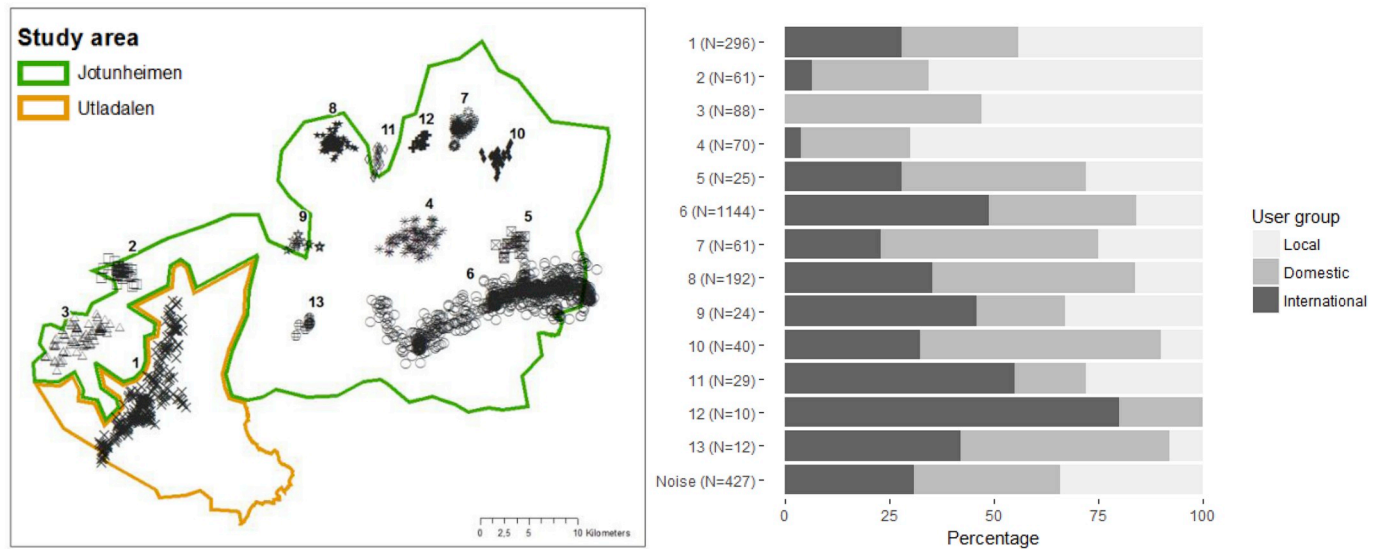 Study area
Jotunheimen
Utladalen
8
11
12
7
10
9
4
5
2
6
3
13
1
0 2,5 5 10 Kilometers
1 (N=296)
2 (N=61)
3 (N=88)
4 (N=70)
5 (N=25)
6 (N=1144)
7 (N=61)
8 (N=192)
9 (N=24)
10 (N=40)
11 (N=29)
12 (N=10)
13 (N=12)
Noise (N=427)
0 25 50 75 100
Percentage
User group
Local
Domestic
International